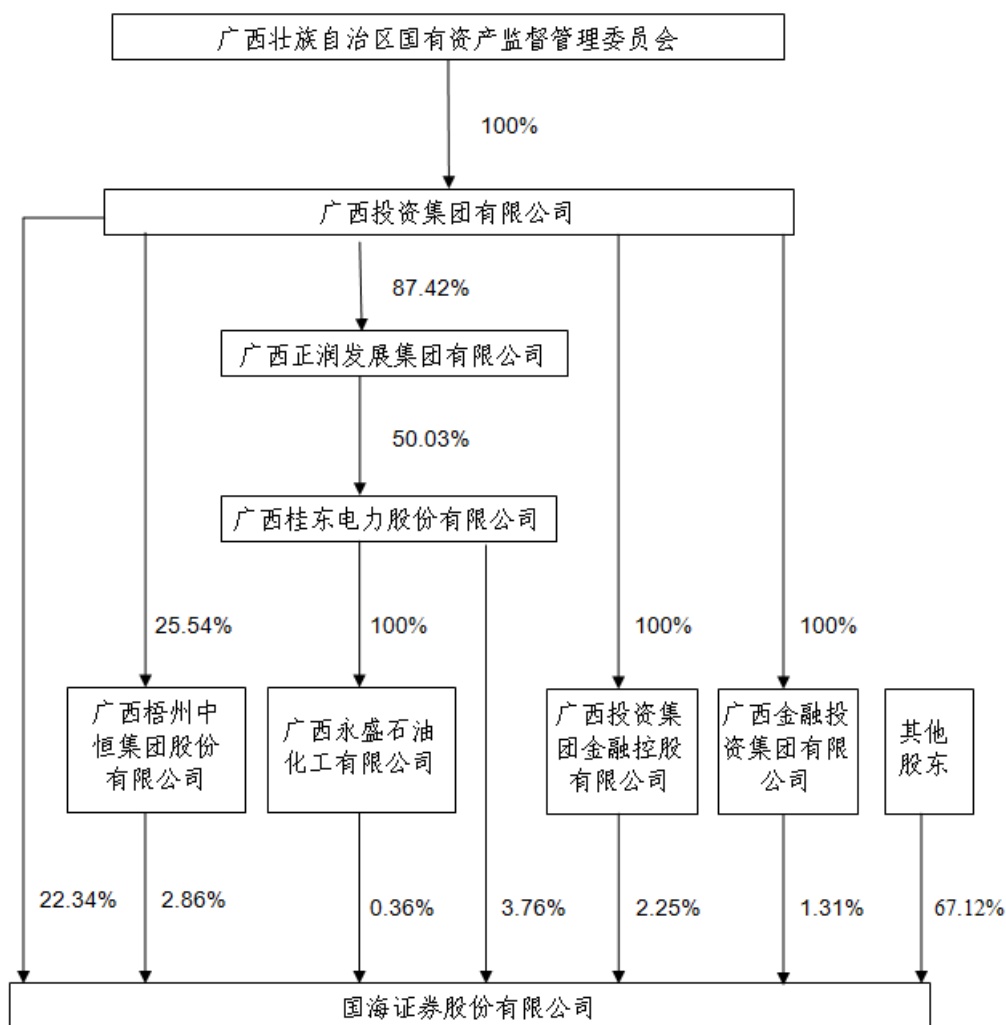 广西壮族自治区国有资产监督管理委员会
100%
广西投资集团有限公司
87.42%
广西正润发展集团有限公司
50.03%
广西桂东电力股份有限公司
25.54%
100%
100%
100%
广西梧州中
恒集团股份
有限公司
广西永盛石油
化工有限公司
广西投资集
团金融控股
有限公司
广西金融投
资集团有限
公司
其他
股东
22.34%
2.86%
0.36%
3.76%
2.25%
1.31%
67.12%
国海证券股份有限公司